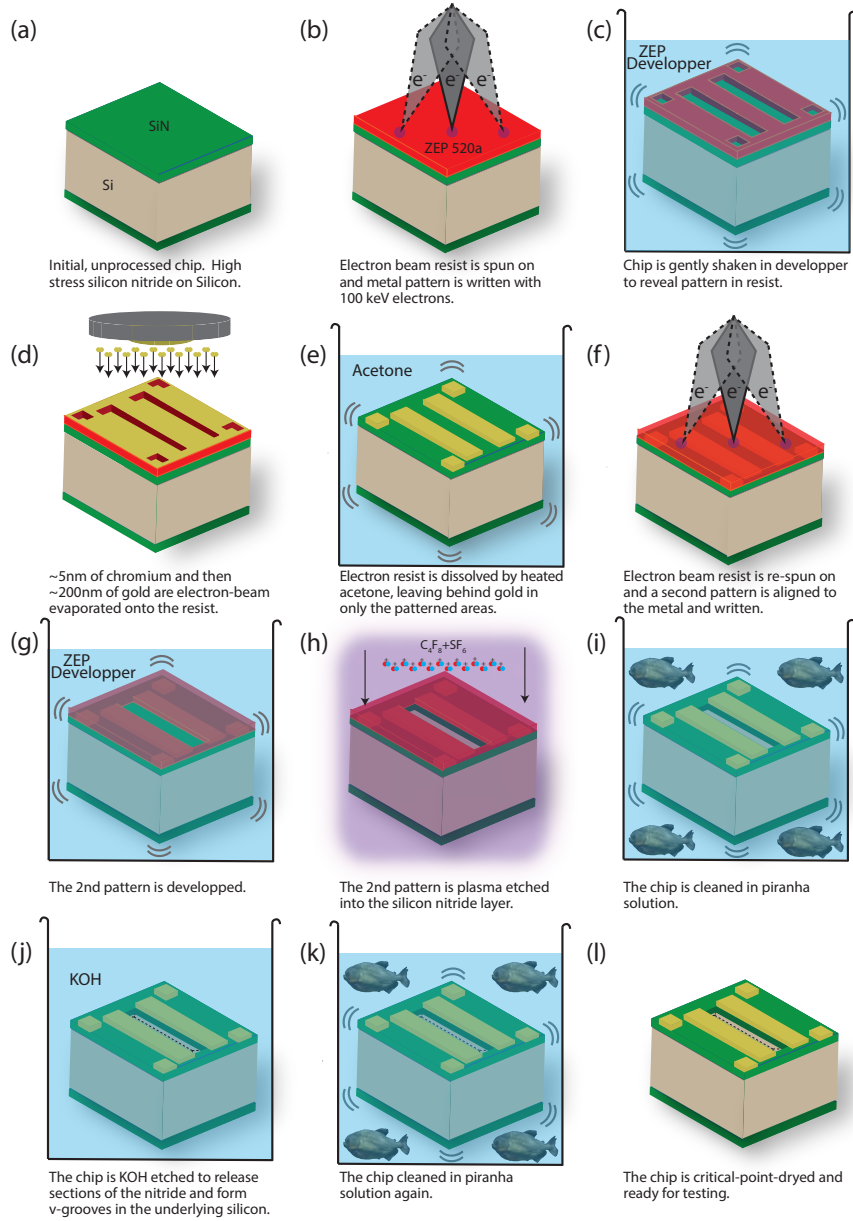 (a)
SiN
Si
Initial, unprocessed chip. High
stress silicon nitride on Silicon.
(b)
e⁻ e⁻ e⁻
ZEP 520a
Electron beam resist is spun on
and metal pattern is written with
100 keV electrons.
(c)
ZEP
Developper
Chip is gently shaken in developper
to reveal pattern in resist.
(d)
~5nm of chromium and then
~200nm of gold are electron-beam
evaporated onto the resist.
(e)
Acetone
Electron resist is dissolved by heated
acetone, leaving behind gold in
only the patterned areas.
(f)
e⁻ e⁻ e⁻
Electron beam resist is re-spun on
and a second pattern is aligned to
the metal and written.
(g)
ZEP
Developper
The 2nd pattern is developped.
(h)
C₄F₈+SF₆
The 2nd pattern is plasma etched
into the silicon nitride layer.
(i)
The chip is cleaned in piranha
solution.
(j)
KOH
The chip is KOH etched to release
sections of the nitride and form
v-grooves in the underlying silicon.
(k)
The chip cleaned in piranha
solution again.
(l)
The chip is critical-point-dryed and
ready for testing.